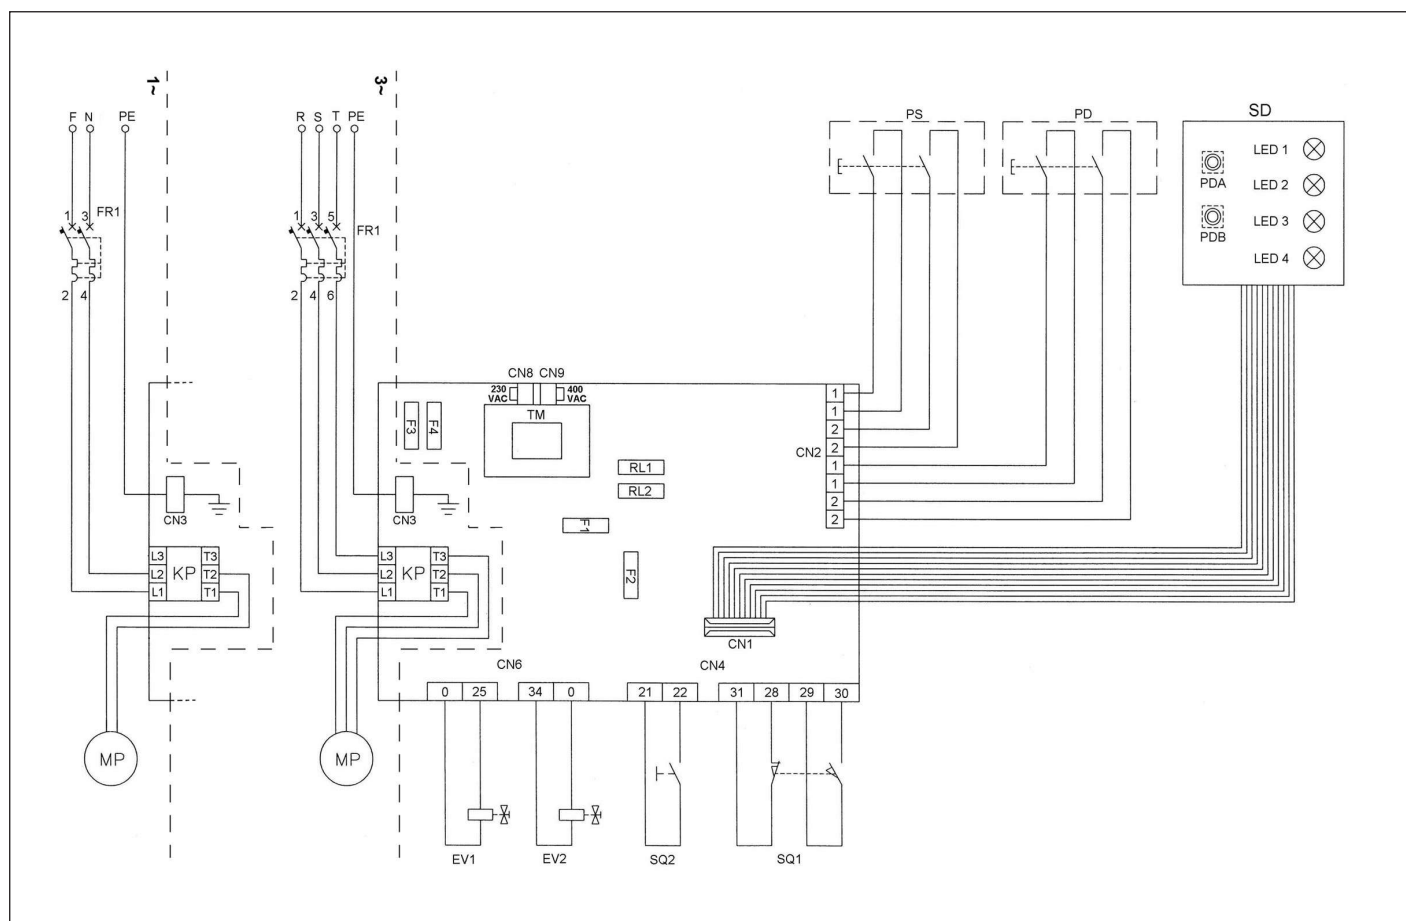 1~
3~
F N PE
R S T PE
PS
PD
SD
LED 1
PDA
LED 2
PDB
LED 3
LED 4
1 3 FR1
1 3 5 FR1
2 4
2 4 6
CN8 CN9
230 VAC
400 VAC
TM
F3
F4
RL1
RL2
F1
F2
CN2
1
1
2
2
1
1
2
2
CN3
CN3
L3 T3
L2 KP T2
L1 T1
L3 T3
L2 KP T2
L1 T1
CN1
CN6
CN4
0 25 34 0 21 22 31 28 29 30
MP
MP
EV1
EV2
SQ2
SQ1